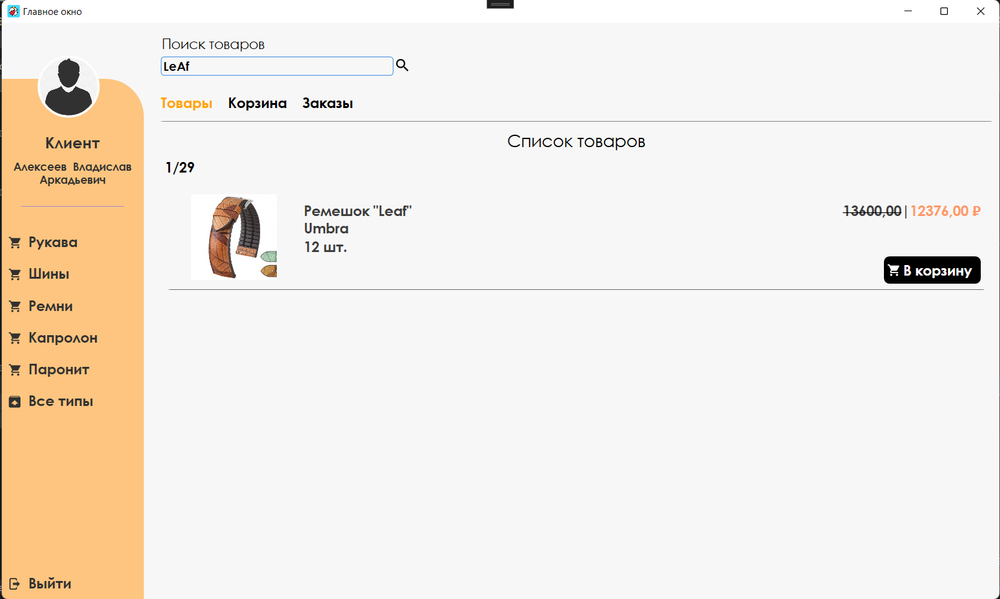 Главное окно
Поиск товаров
LeAf
Товары Корзина Заказы
Список товаров
1/29
Ремешок "Leaf"
Umbra
12 шт.
13600,00 | 12376,00 ₽
В корзину
Клиент
Алексеев Владислав
Аркадьевич
Рукава
Шины
Ремни
Капролон
Паронит
Все типы
Выйти